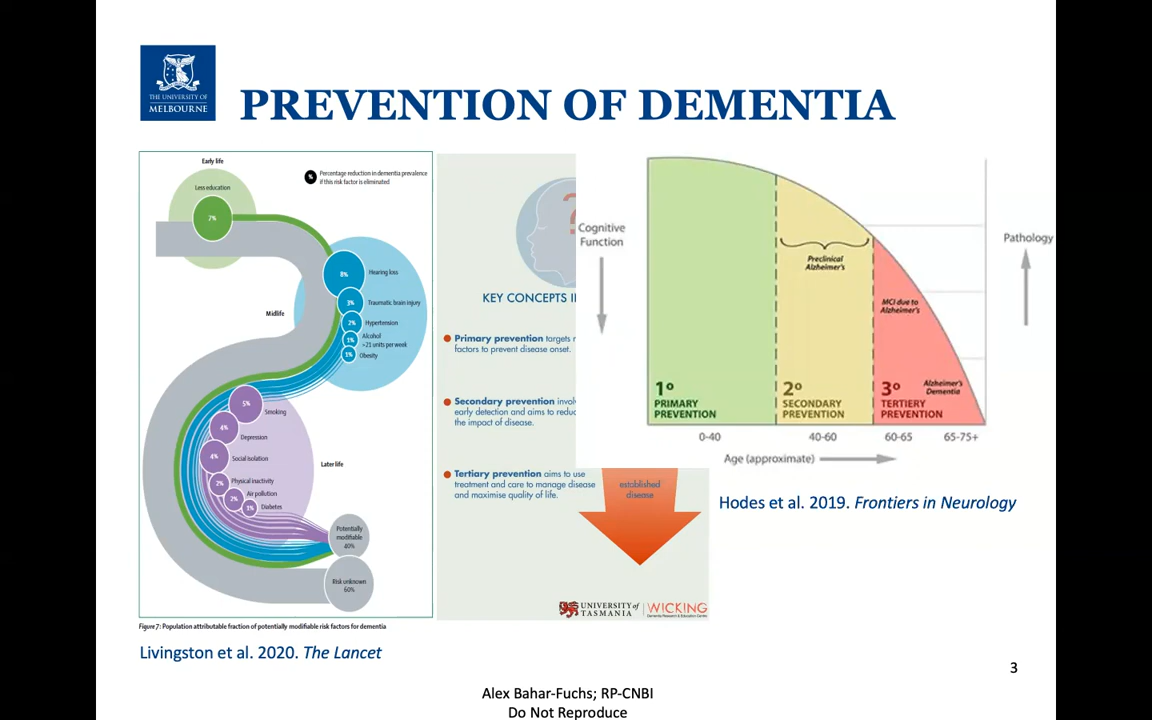 THE UNIVERSITY OF
MELBOURNE
PREVENTION OF DEMENTIA
Early life
Less education
7%
% Percentage reduction in dementia prevalence
if this risk factor is eliminated
8%
Hearing loss
3%
Traumatic brain injury
Midlife
2%
Hypertension
1%
Alcohol
>21 units per week
1%
Obesity
5%
Smoking
4%
Depression
4%
Social isolation
Later life
2%
Physical inactivity
2%
Air pollution
1%
Diabetes
Potentially
modifiable
40%
Risk unknown
60%
Figure 7: Population attributable fraction of potentially modifiable risk factors for dementia
Livingston et al. 2020. The Lancet
?
KEY CONCEPTS
Primary prevention targets
factors to prevent disease onset.
Secondary prevention
early detection and aims to
the impact of disease.
Tertiary prevention aims to use
treatment and care to manage disease
and maximise quality of life.
established
disease
UNIVERSITY of
TASMANIA
WICKING
Dementia Research & Education Centre
Cognitive
Function
Pathology
Preclinical
Alzheimer's
MCI due to
Alzheimer's
Alzheimer's
Dementia
1º
PRIMARY
PREVENTION
2º
SECONDARY
PREVENTION
3º
TERTIARY
PREVENTION
0-40
40-60
60-65
65-75+
Age (approximate)
Hodes et al. 2019. Frontiers in Neurology
3
Alex Bahar-Fuchs; RP-CNBI
Do Not Reproduce